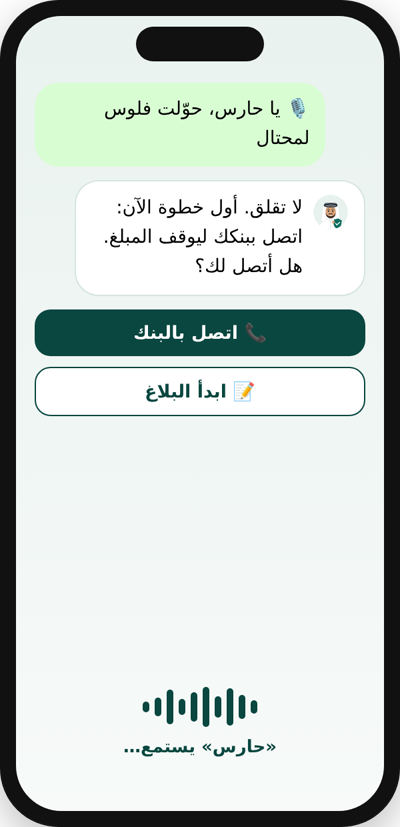 🎙️ يا حارس، حوّلت فلوس
لمحتال
لا تقلق. أول خطوة الآن:
اتصل ببنكك ليوقف المبلغ.
هل أتصل لك؟
📞 اتصل بالبنك
📝 ابدأ البلاغ
«حارس» يستمع...